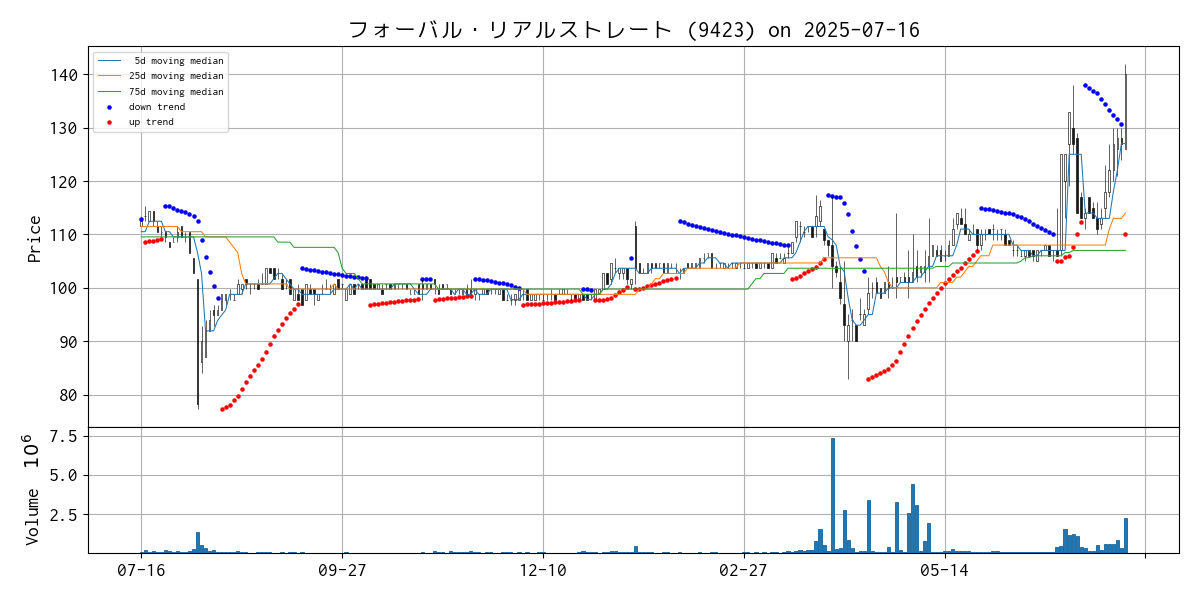 フォーバル・リアルストレート (9423) on 2025-07-16
5d moving median
25d moving median
75d moving median
down trend
up trend
Price
140
130
120
110
100
90
80
Volume 10^6
7.5
5.0
2.5
07-16 09-27 12-10 02-27 05-14